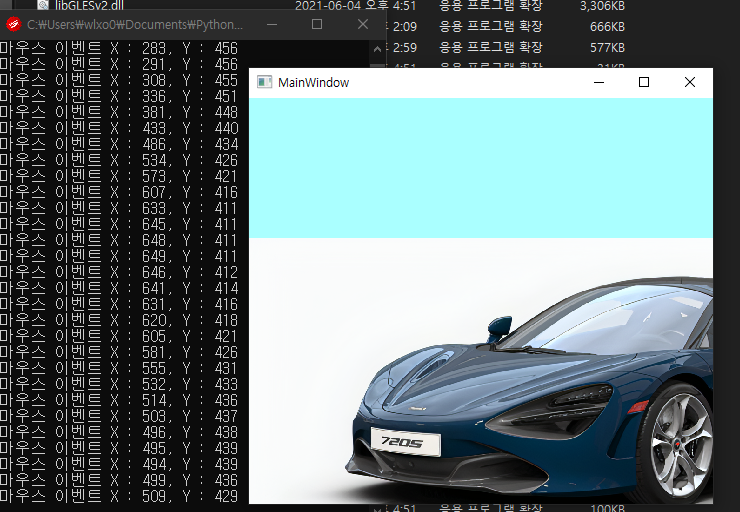 libGLESv2.dll 2021-06-04 오후 4:51 응용 프로그램 확장 3,306KB
2:09 응용 프로그램 확장 666KB
2:59 응용 프로그램 확장 577KB
C:₩Users₩wlxo0₩Documents₩Python...
MainWindow
마우스 이벤트 X : 283, Y : 456
마우스 이벤트 X : 291, Y : 456
마우스 이벤트 X : 308, Y : 455
마우스 이벤트 X : 336, Y : 451
마우스 이벤트 X : 381, Y : 448
마우스 이벤트 X : 433, Y : 440
마우스 이벤트 X : 486, Y : 434
마우스 이벤트 X : 534, Y : 426
마우스 이벤트 X : 573, Y : 421
마우스 이벤트 X : 607, Y : 416
마우스 이벤트 X : 633, Y : 411
마우스 이벤트 X : 645, Y : 411
마우스 이벤트 X : 648, Y : 411
마우스 이벤트 X : 649, Y : 411
마우스 이벤트 X : 646, Y : 412
마우스 이벤트 X : 641, Y : 414
마우스 이벤트 X : 631, Y : 416
마우스 이벤트 X : 620, Y : 418
마우스 이벤트 X : 605, Y : 421
마우스 이벤트 X : 581, Y : 426
마우스 이벤트 X : 555, Y : 431
마우스 이벤트 X : 532, Y : 433
마우스 이벤트 X : 514, Y : 436
마우스 이벤트 X : 503, Y : 437
마우스 이벤트 X : 496, Y : 438
마우스 이벤트 X : 495, Y : 439
마우스 이벤트 X : 494, Y : 439
마우스 이벤트 X : 499, Y : 436
마우스 이벤트 X : 509, Y : 429
720S
4:51 응용 프로그램 확장 100KB